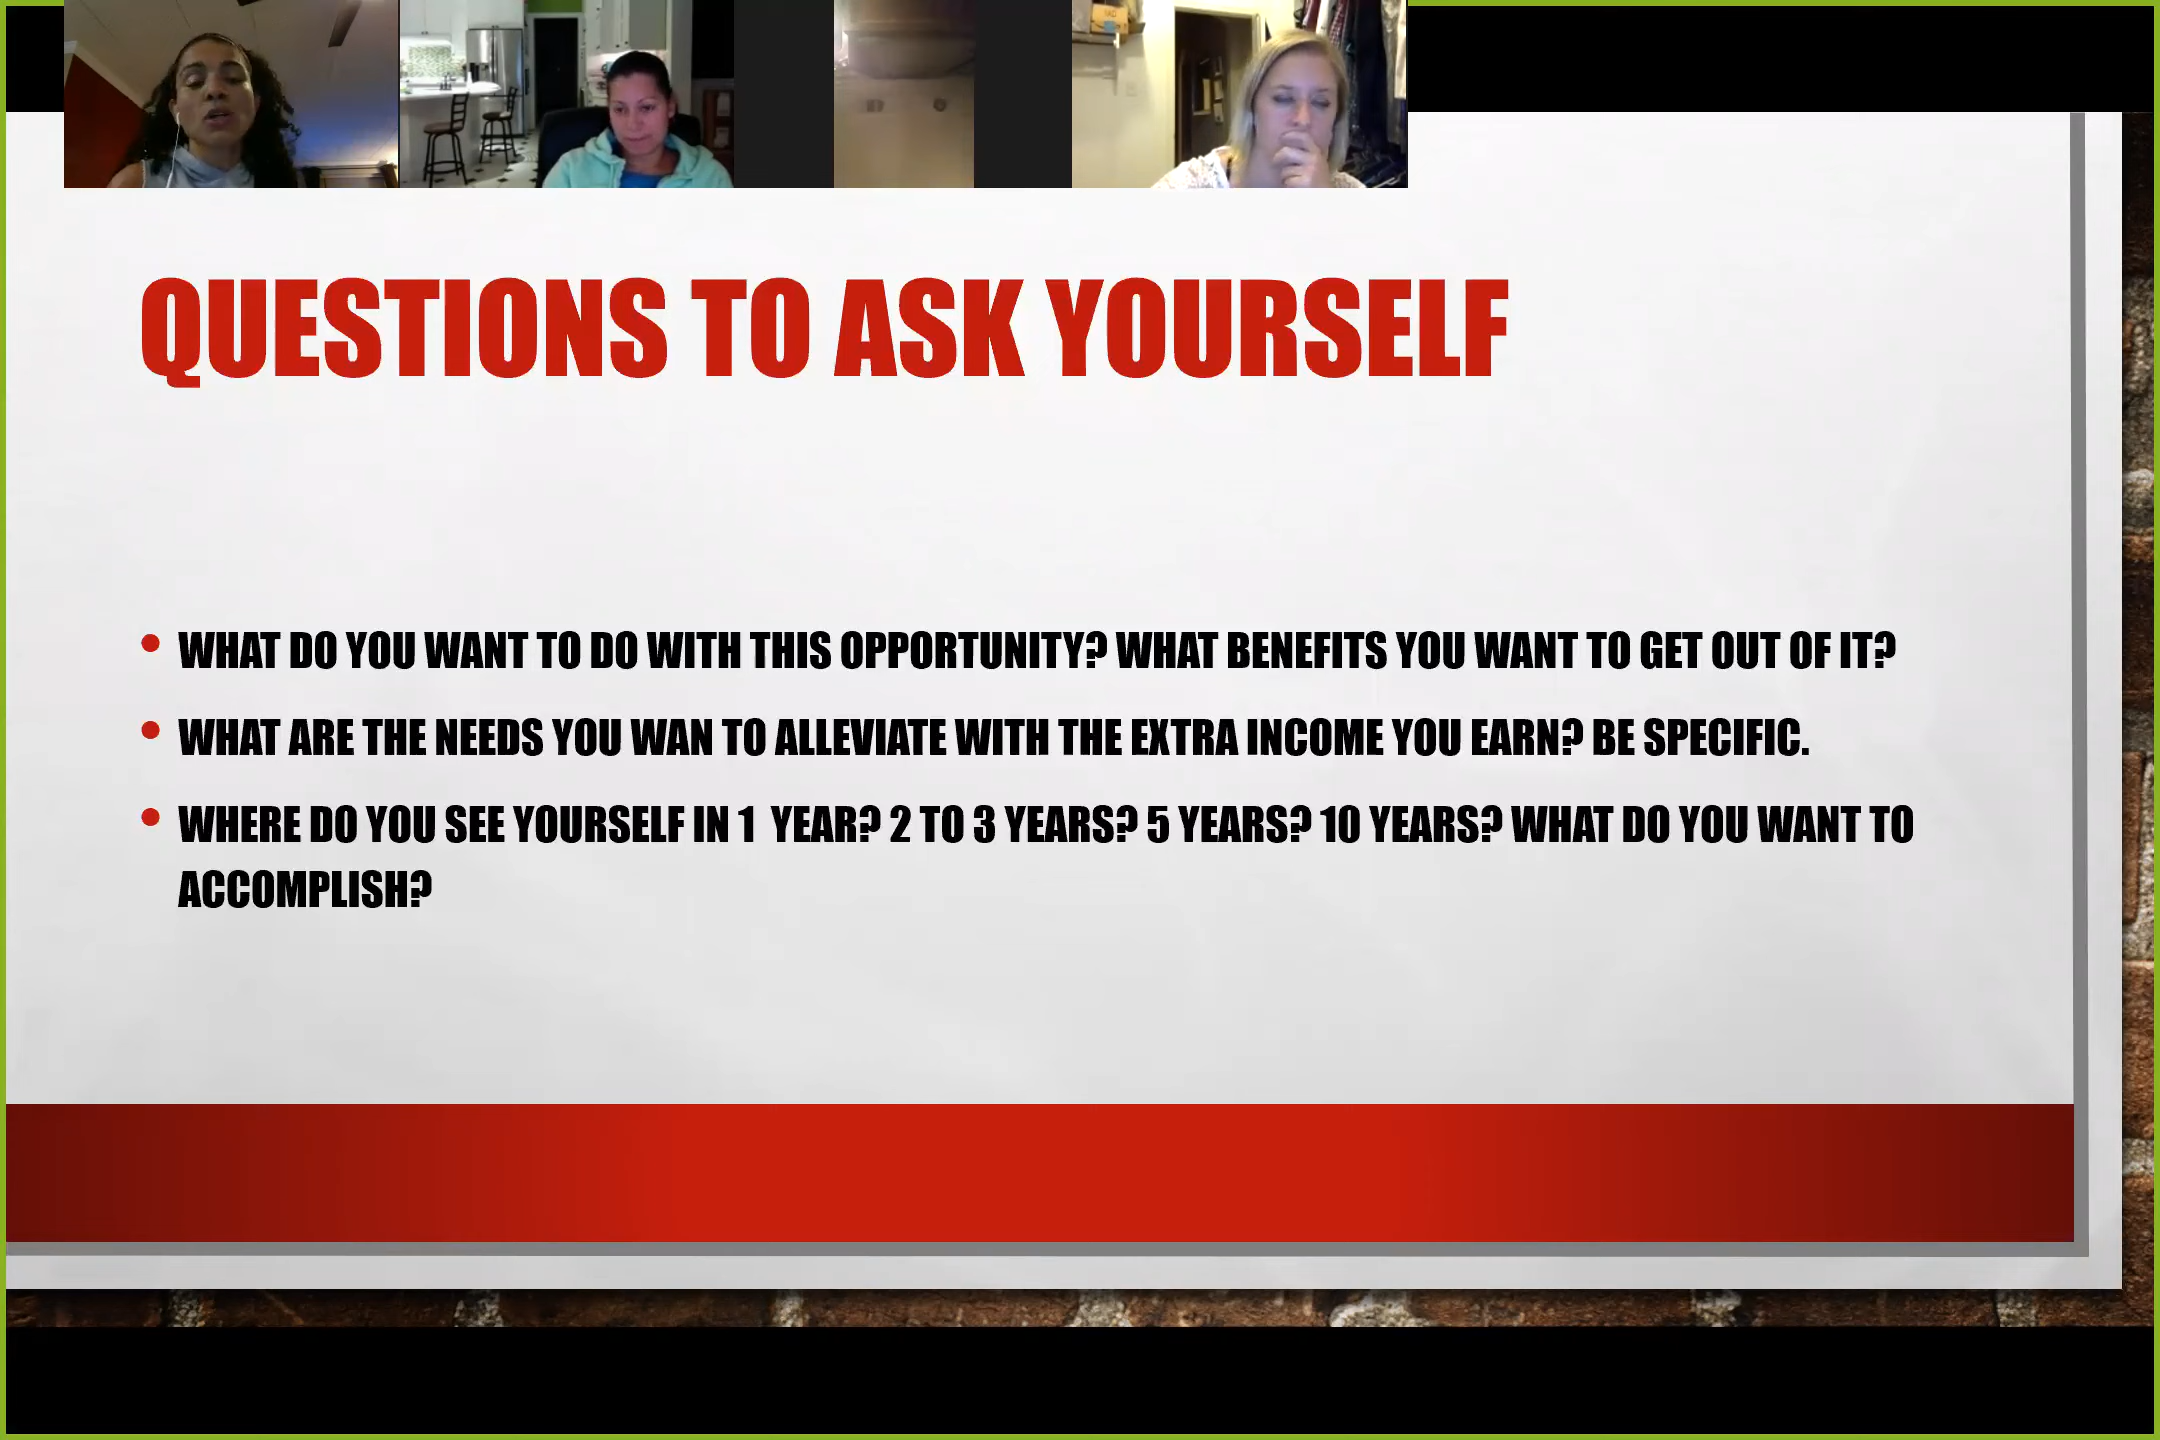 QUESTIONS TO ASK YOURSELF
• WHAT DO YOU WANT TO DO WITH THIS OPPORTUNITY? WHAT BENEFITS YOU WANT TO GET OUT OF IT?
• WHAT ARE THE NEEDS YOU WAN TO ALLEVIATE WITH THE EXTRA INCOME YOU EARN? BE SPECIFIC.
• WHERE DO YOU SEE YOURSELF IN 1 YEAR? 2 TO 3 YEARS? 5 YEARS? 10 YEARS? WHAT DO YOU WANT TO
ACCOMPLISH?